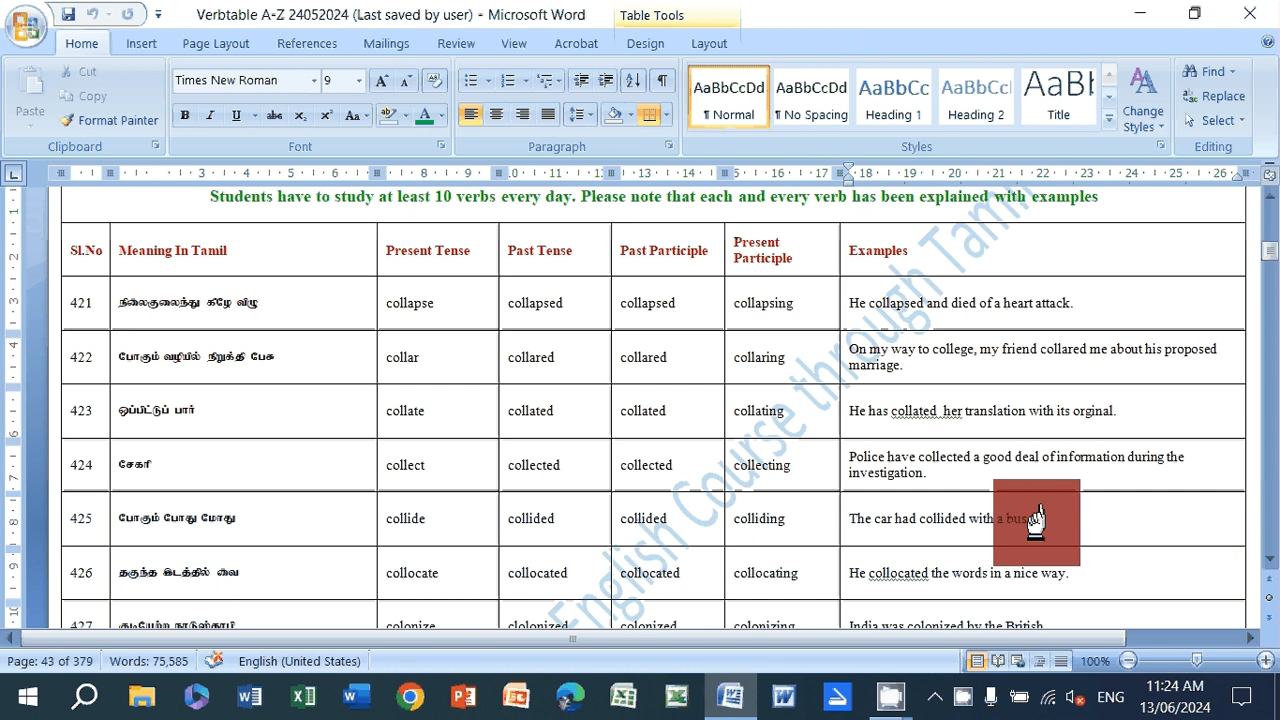 Verbtable A-Z 24052024 (Last saved by user) - Microsoft Word
Table Tools
Home Insert Page Layout References Mailings Review View Acrobat Design Layout
Cut
Copy
Paste
Format Painter
Clipboard
Times New Roman 9
Font
Paragraph
AaBbCcDd AaBbCcDd AaBbCc AaBbCc AaBb
¶ Normal ¶ No Spacing Heading 1 Heading 2 Title
Change
Styles
Styles
Find
Replace
Select
Editing
Students have to study at least 10 verbs every day. Please note that each and every verb has been explained with examples
Sl.No Meaning In Tamil Present Tense Past Tense Past Participle Present Participle Examples
421 நிலைகுலைந்து கீழே விழு collapse collapsed collapsed collapsing He collapsed and died of a heart attack.
422 போகும் வழியில் நிறுத்தி பேசு collar collared collared collaring On my way to college, my friend collared me about his proposed
marriage.
423 ஒப்பிட்டுப் பார் collate collated collated collating He has collated her translation with its orginal.
424 சேகரி collect collected collected collecting Police have collected a good deal of information during the
investigation.
425 போகும் போது மோது collide collided collided colliding The car had collided with a bus
426 தகுந்த இடத்தில் வை collocate collocated collocated collocating He collocated the words in a nice way.
427 colonize clolonized colonized colonizing India was colonized by the British.
English Course through Tamil
Page: 43 of 379 Words: 75,585 English (United States) 100%
ENG
11:24 AM
13/06/2024